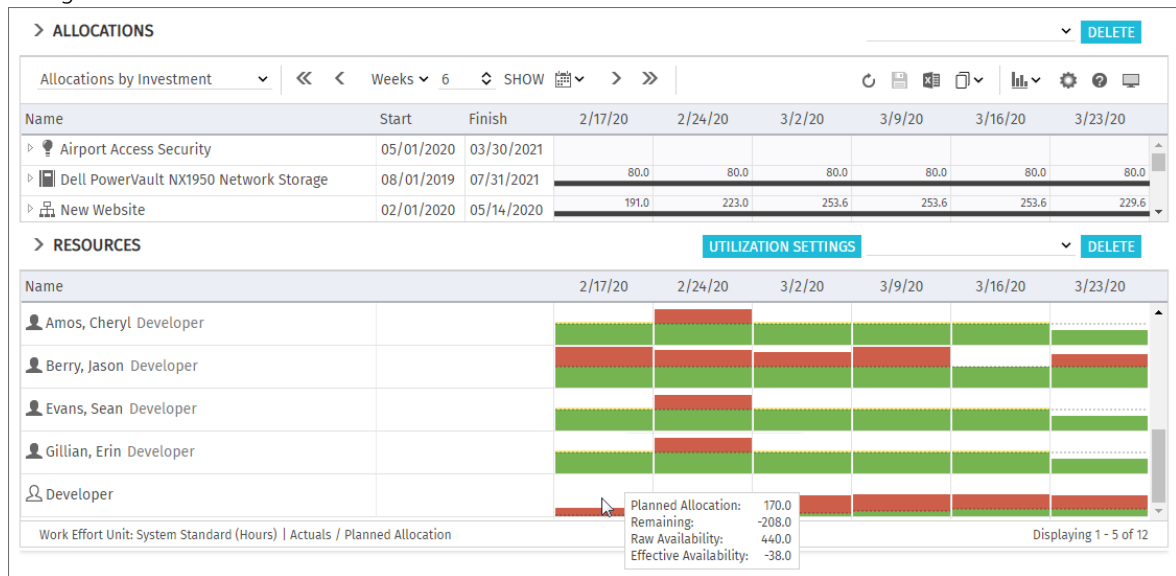 ALLOCATIONS DELETE
Allocations by Investment Weeks 6 SHOW
Name Start Finish 2/17/20 2/24/20 3/2/20 3/9/20 3/16/20 3/23/20
Airport Access Security 05/01/2020 03/30/2021
Dell PowerVault NX1950 Network Storage 08/01/2019 07/31/2021 80.0 80.0 80.0 80.0 80.0 80.0
New Website 02/01/2020 05/14/2020 191.0 223.0 253.6 253.6 253.6 229.6
RESOURCES UTILIZATION SETTINGS DELETE
Name 2/17/20 2/24/20 3/2/20 3/9/20 3/16/20 3/23/20
Amos, Cheryl Developer
Berry, Jason Developer
Evans, Sean Developer
Gillian, Erin Developer
Developer
Planned Allocation: 170.0
Remaining: -208.0
Raw Availability: 440.0
Effective Availability: -38.0
Work Effort Unit: System Standard (Hours) | Actuals / Planned Allocation Displaying 1 - 5 of 12